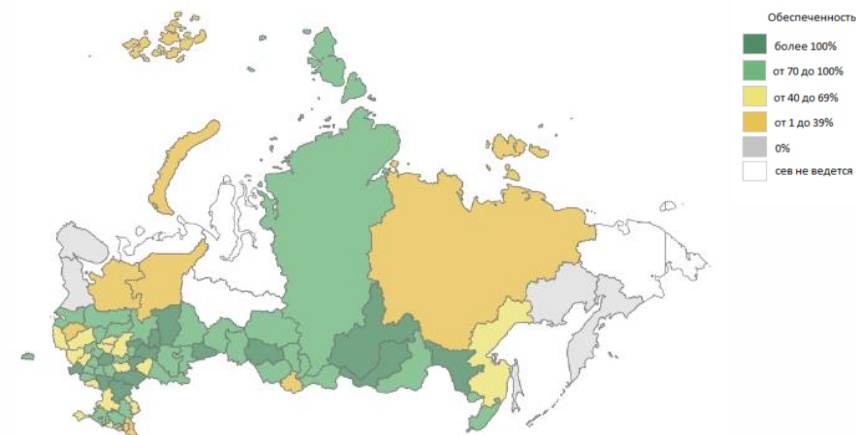 Обеспеченность
более 100%
от 70 до 100%
от 40 до 69%
от 1 до 39%
0%
сев не ведется